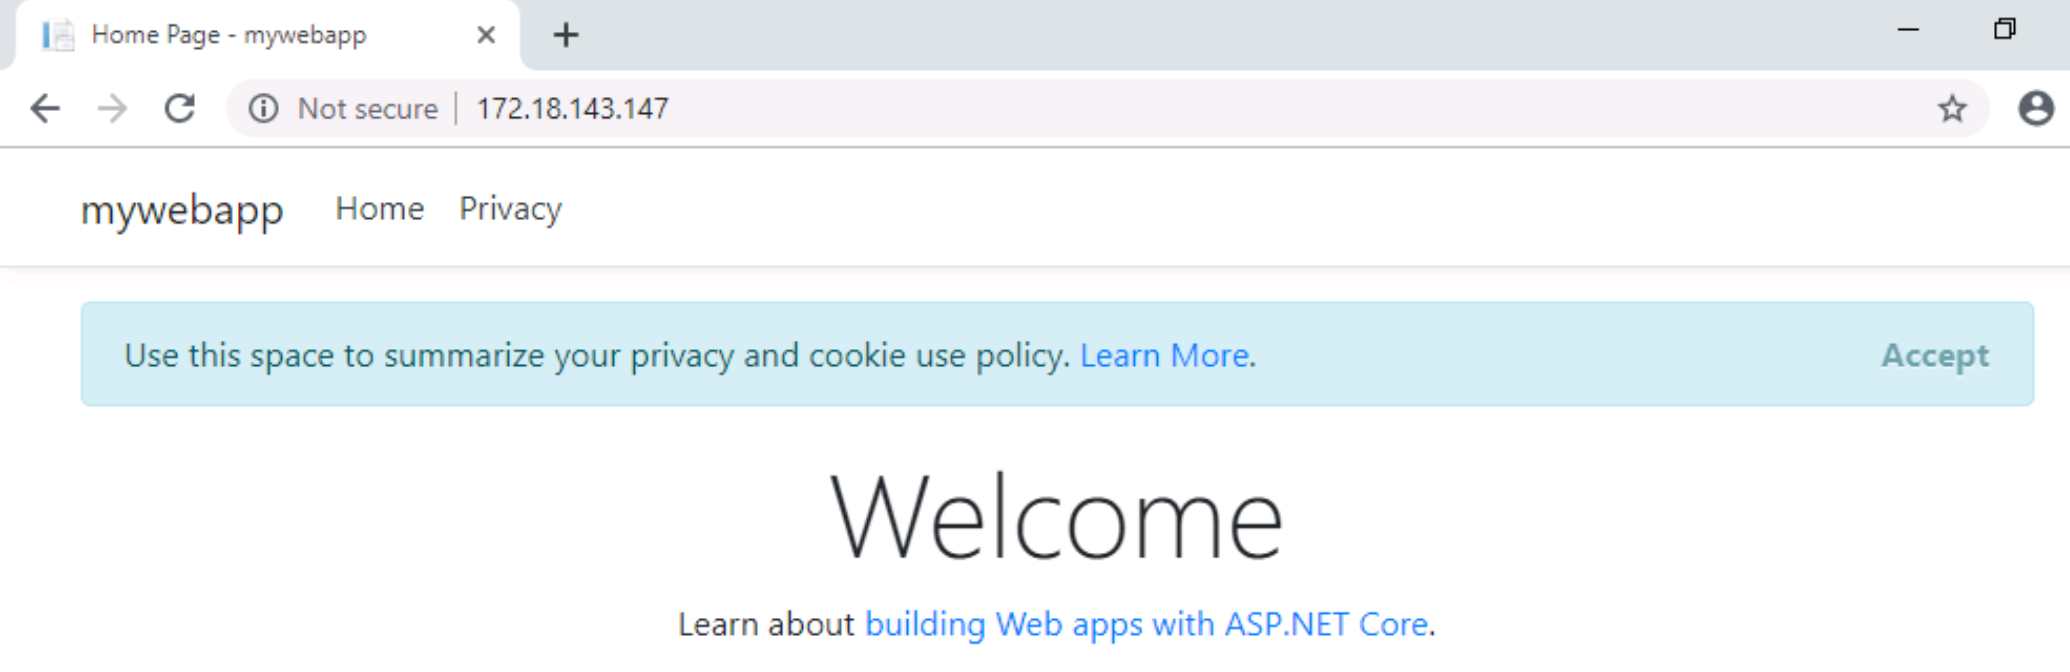 Home Page - mywebapp
Not secure | 172.18.143.147
mywebapp Home Privacy
Use this space to summarize your privacy and cookie use policy. Learn More. Accept
Welcome
Learn about building Web apps with ASP.NET Core.